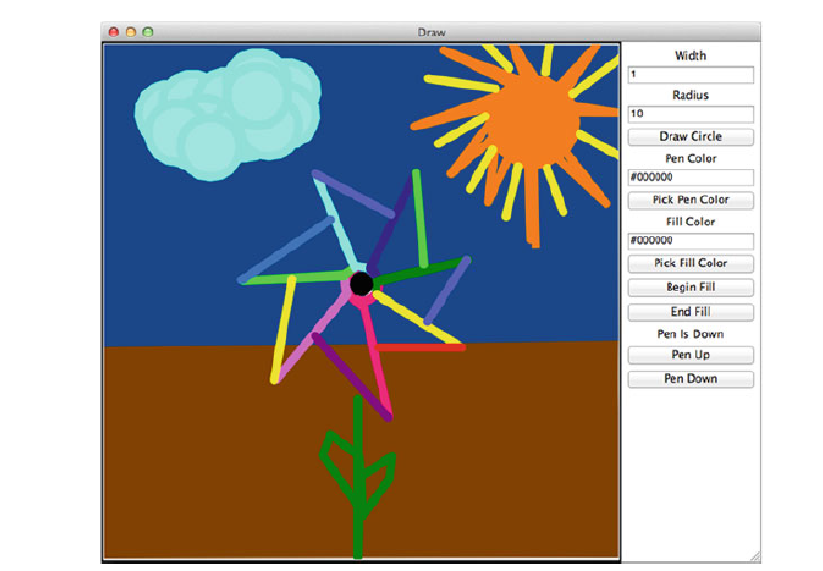 Draw
Width
1
Radius
10
Draw Circle
Pen Color
#000000
Pick Pen Color
Fill Color
#000000
Pick Fill Color
Begin Fill
End Fill
Pen Is Down
Pen Up
Pen Down